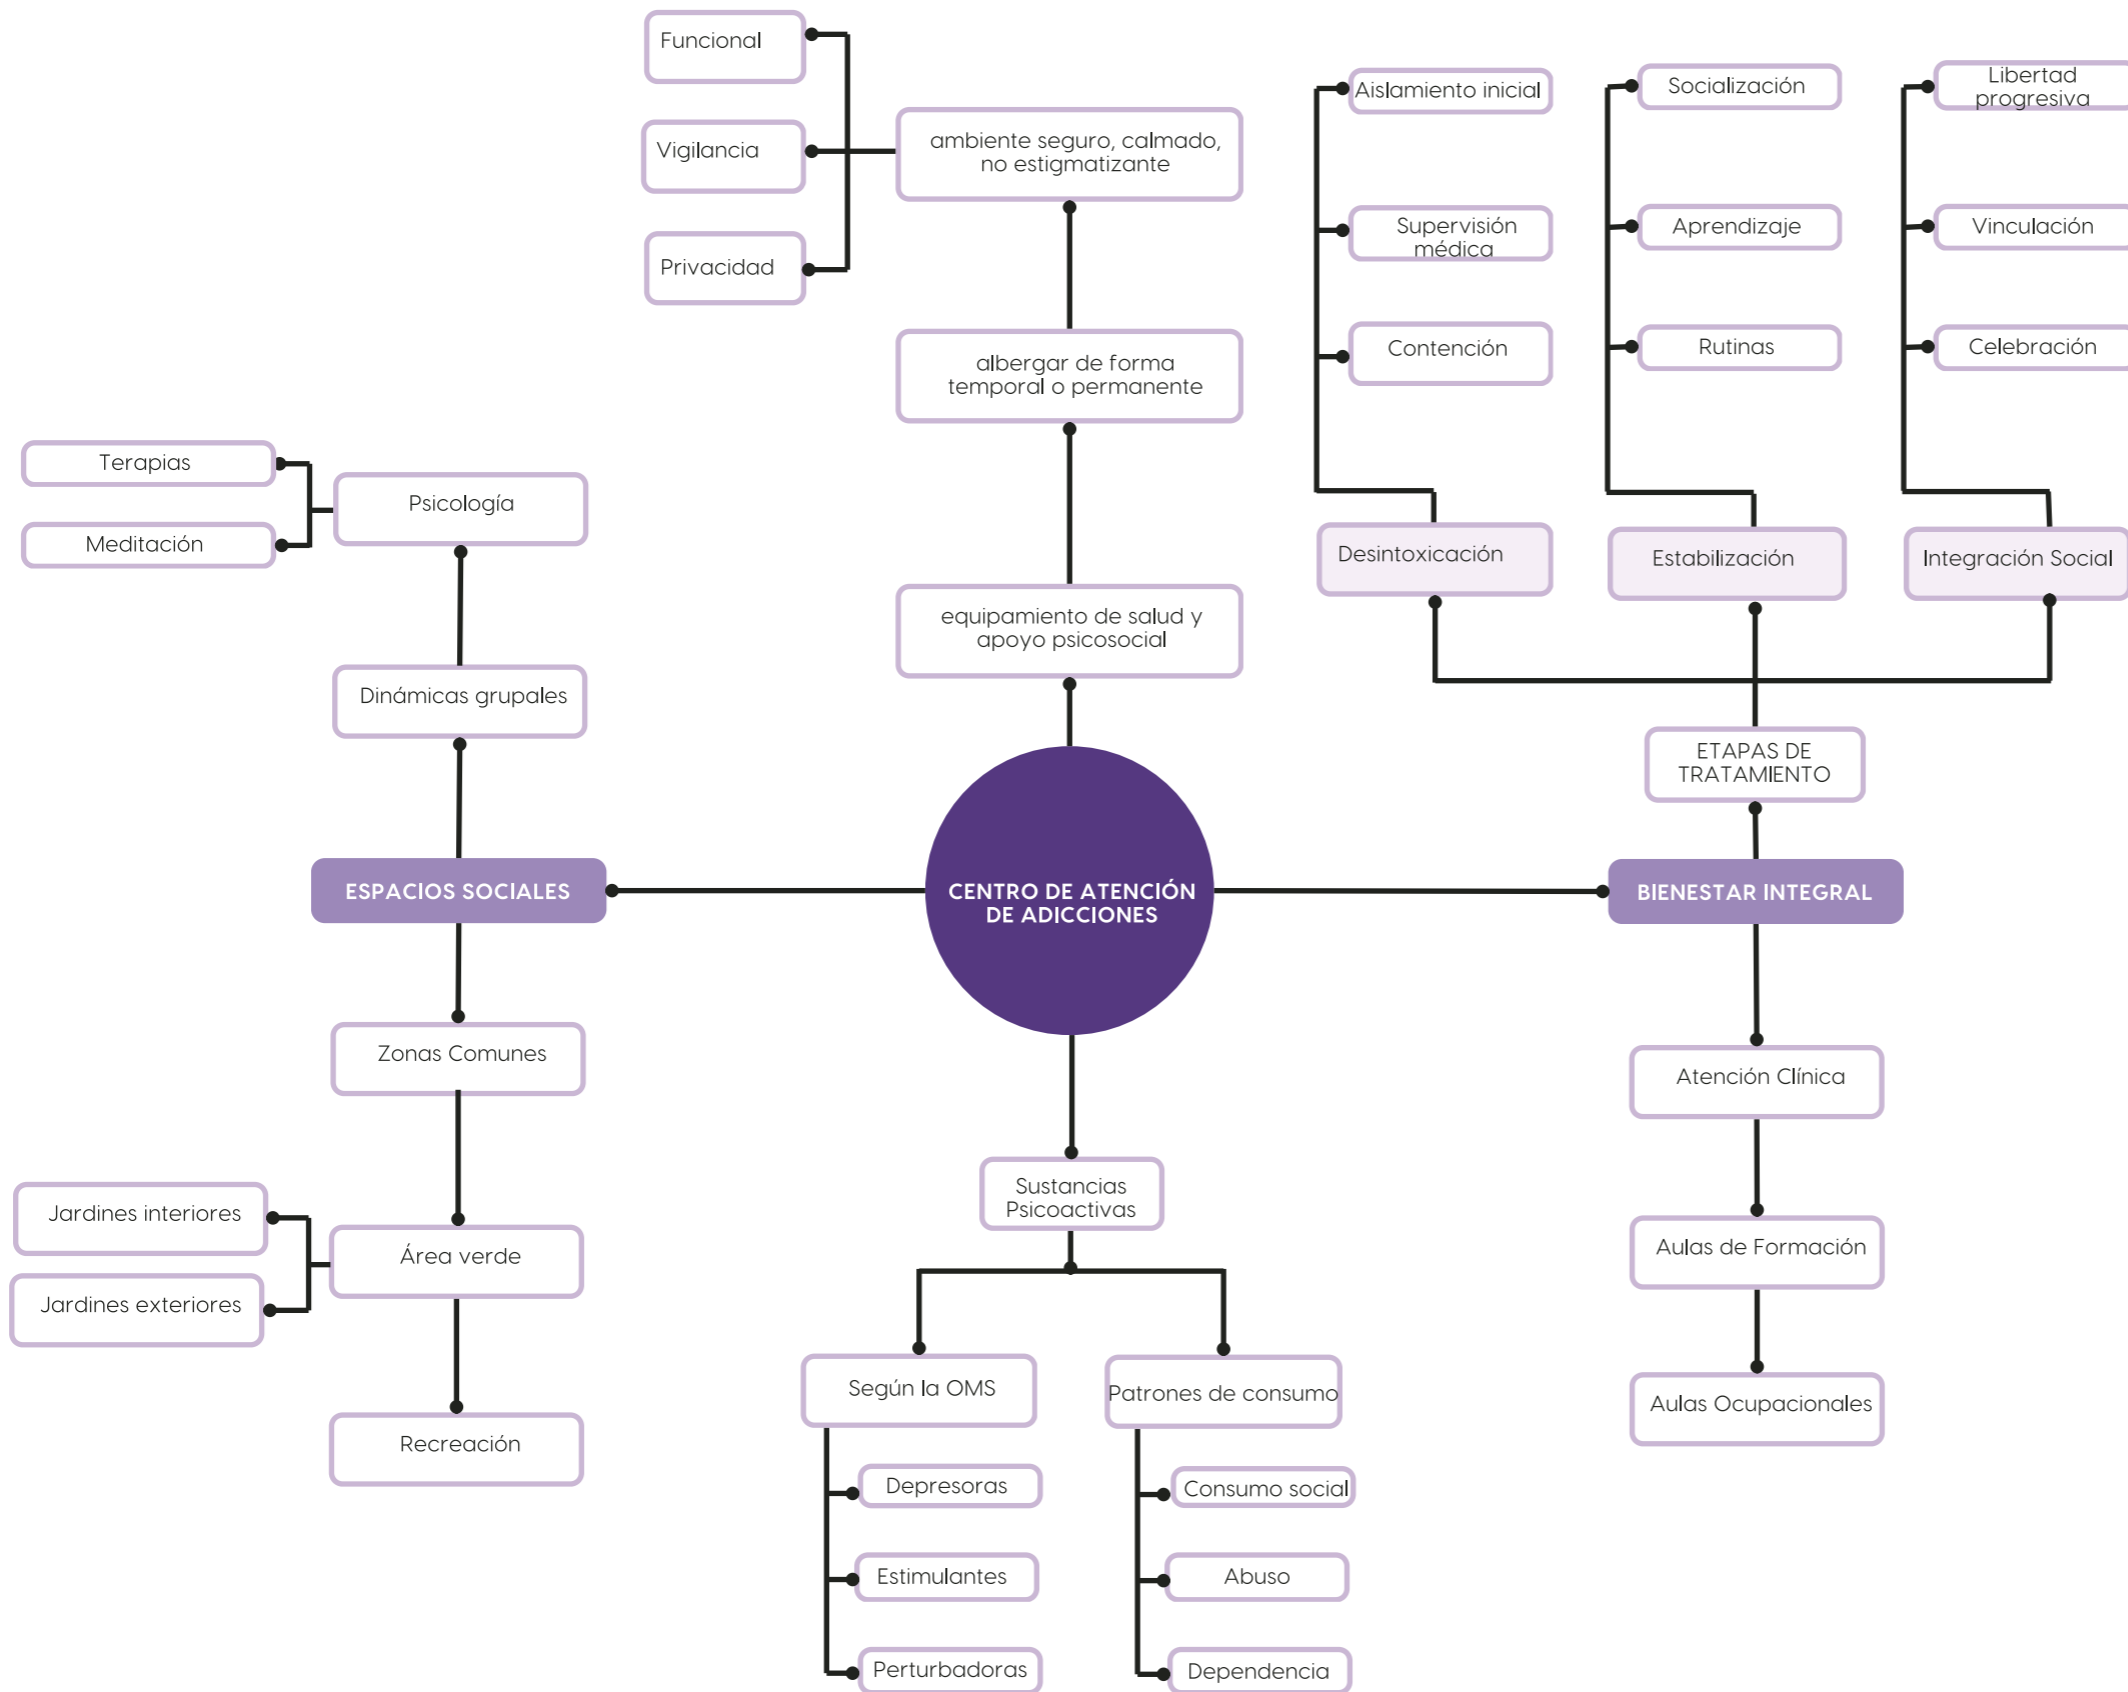 Funcional
Vigilancia
Privacidad
ambiente seguro, calmado,
no estigmatizante
albergar de forma
temporal o permanente
equipamiento de salud y
apoyo psicosocial
Aislamiento inicial
Supervisión
médica
Contención
Desintoxicación
Socialización
Aprendizaje
Rutinas
Estabilización
Libertad
progresiva
Vinculación
Celebración
Integración Social
ETAPAS DE
TRATAMIENTO
Terapias
Meditación
Psicología
Dinámicas grupales
ESPACIOS SOCIALES
CENTRO DE ATENCIÓN
DE ADICCIONES
BIENESTAR INTEGRAL
Zonas Comunes
Jardines interiores
Jardines exteriores
Área verde
Recreación
Sustancias
Psicoactivas
Según la OMS
Depresoras
Estimulantes
Perturbadoras
Patrones de consumo
Consumo social
Abuso
Dependencia
Atención Clínica
Aulas de Formación
Aulas Ocupacionales